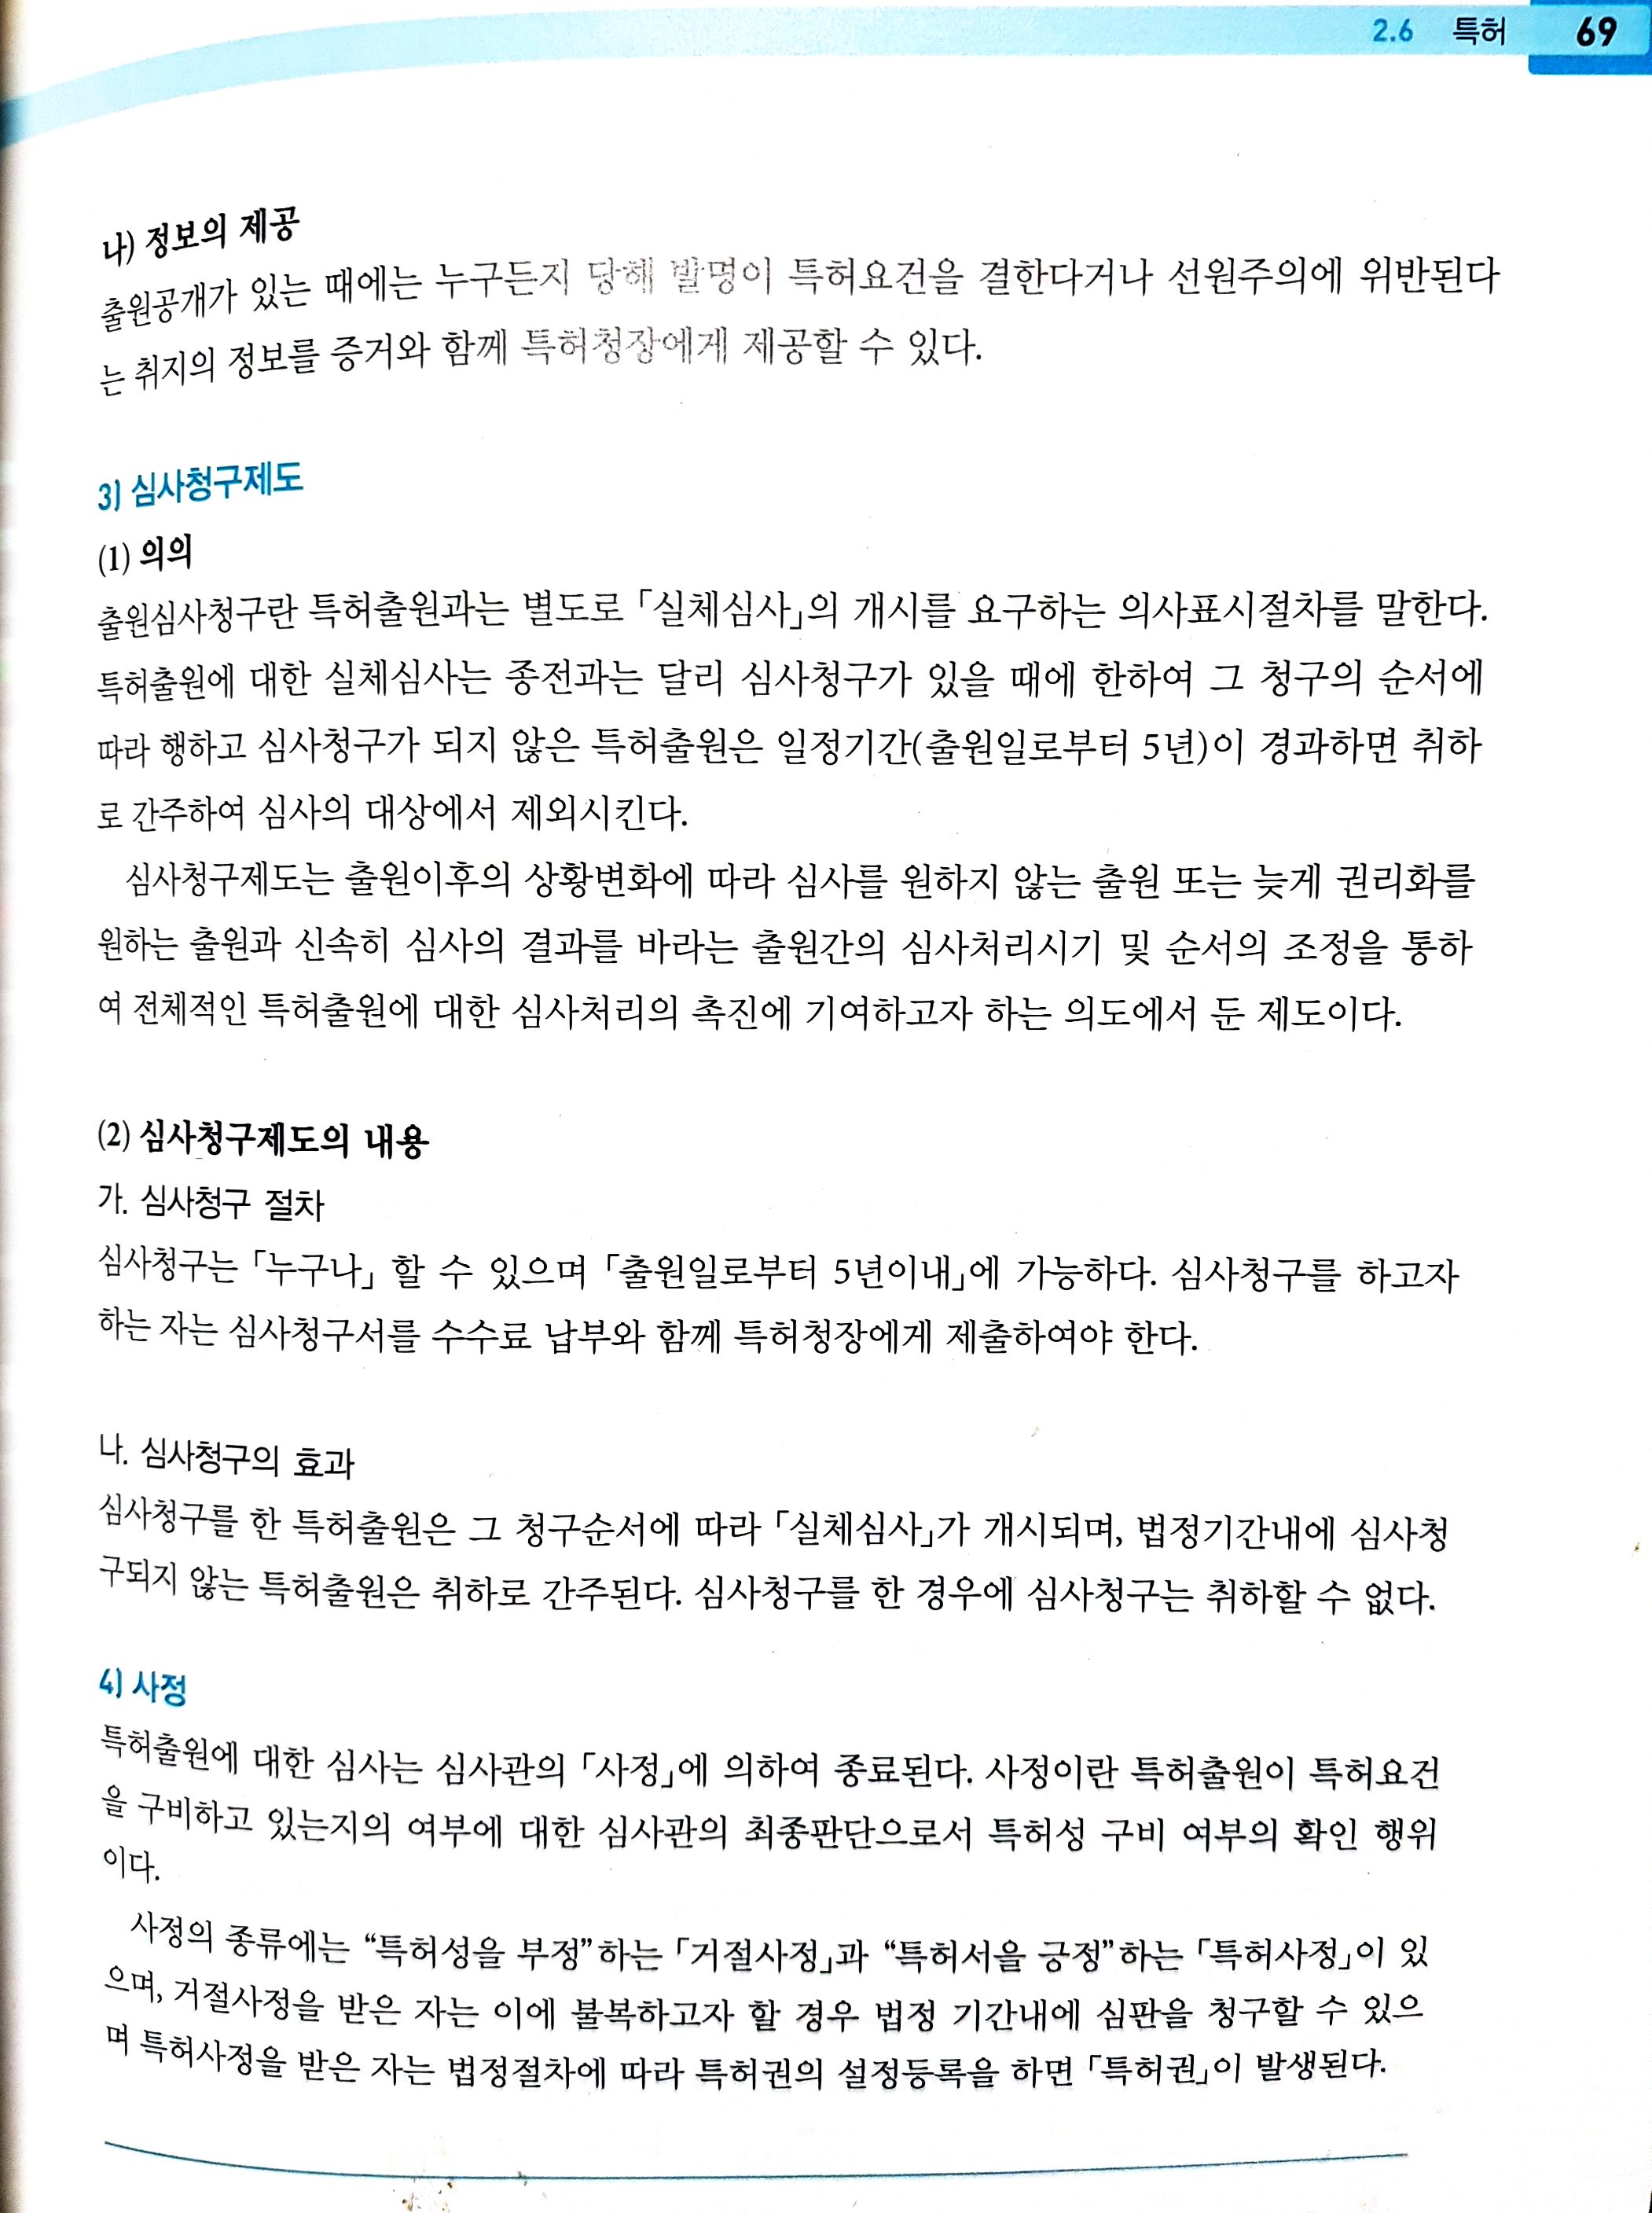 2.6 특허 69
나) 정보의 제공
출원공개가 있는 때에는 누구든지 당해 발명이 특허요건을 결한다거나 선원주의에 위반된다
는 취지의 정보를 증거와 함께 특허청장에게 제공할 수 있다.
3) 심사청구제도
(1) 의의
출원심사청구란 특허출원과는 별도로 「실체심사」의 개시를 요구하는 의사표시절차를 말한다.
특허출원에 대한 실체심사는 종전과는 달리 심사청구가 있을 때에 한하여 그 청구의 순서에
따라 행하고 심사청구가 되지 않은 특허출원은 일정기간(출원일로부터 5년)이 경과하면 취하
로 간주하여 심사의 대상에서 제외시킨다.
심사청구제도는 출원이후의 상황변화에 따라 심사를 원하지 않는 출원 또는 늦게 권리화를
원하는 출원과 신속히 심사의 결과를 바라는 출원간의 심사처리시기 및 순서의 조정을 통하
여 전체적인 특허출원에 대한 심사처리의 촉진에 기여하고자 하는 의도에서 둔 제도이다.
(2) 심사청구제도의 내용
가. 심사청구 절차
심사청구는 「누구나」 할 수 있으며 「출원일로부터 5년이내」에 가능하다. 심사청구를 하고자
하는 자는 심사청구서를 수수료 납부와 함께 특허청장에게 제출하여야 한다.
나. 심사청구의 효과
심사청구를 한 특허출원은 그 청구순서에 따라 「실체심사」가 개시되며, 법정기간내에 심사청
구되지 않는 특허출원은 취하로 간주된다. 심사청구를 한 경우에 심사청구는 취하할 수 없다.
4) 사정
특허출원에 대한 심사는 심사관의 「사정」에 의하여 종료된다. 사정이란 특허출원이 특허요건
을 구비하고 있는지의 여부에 대한 심사관의 최종판단으로서 특허성 구비 여부의 확인 행위
이다.
사정의 종류에는 “특허성을 부정”하는 「거절사정」과 “특허서을 긍정”하는 「특허사정」이 있
으며, 거절사정을 받은 자는 이에 불복하고자 할 경우 법정 기간내에 심판을 청구할 수 있으
며 특허사정을 받은 자는 법정절차에 따라 특허권의 설정등록을 하면 「특허권」이 발생된다.